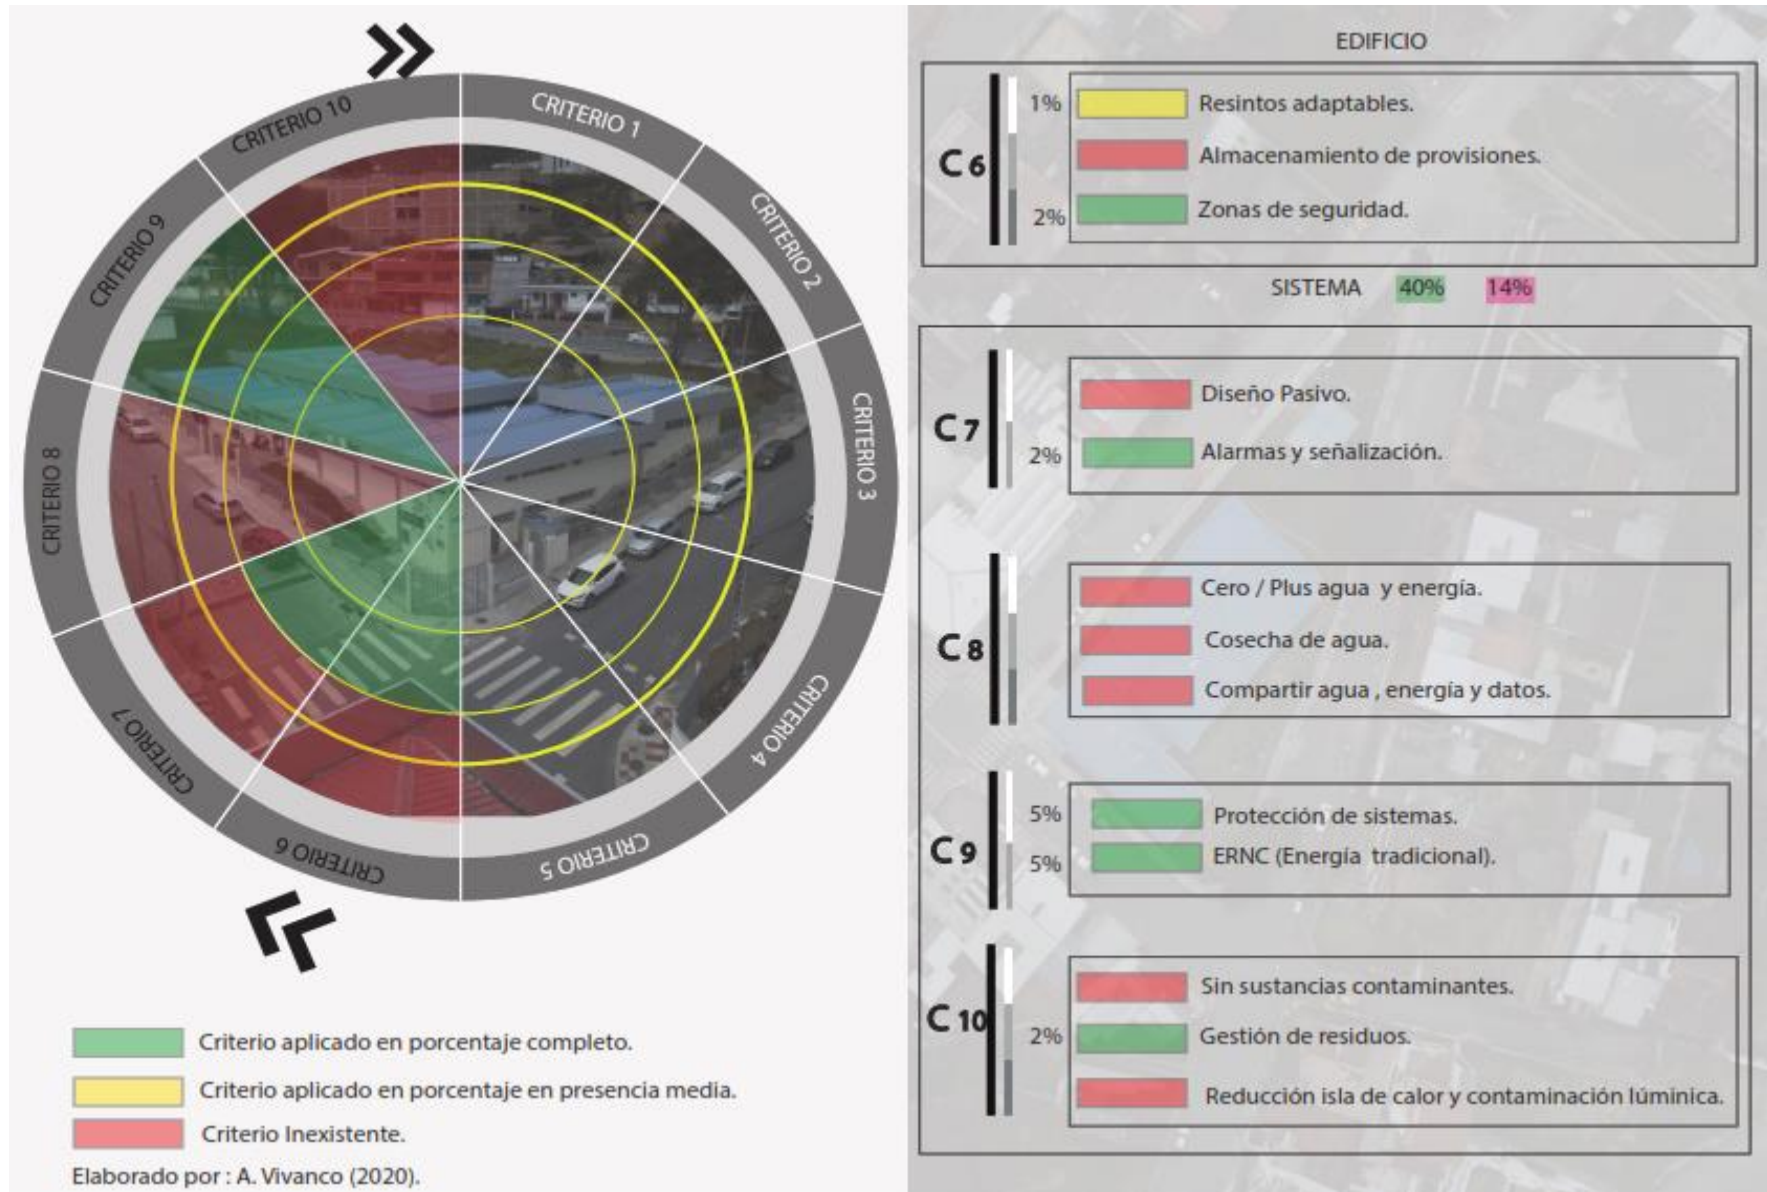 CRITERIO 1
CRITERIO 2
CRITERIO 3
CRITERIO 4
CRITERIO 5
CRITERIO 6
CRITERIO 7
CRITERIO 8
CRITERIO 9
CRITERIO 10
Criterio aplicado en porcentaje completo.
Criterio aplicado en porcentaje en presencia media.
Criterio Inexistente.
Elaborado por : A. Vivanco (2020).
EDIFICIO
C 6
1% Resintos adaptables.
Almacenamiento de provisiones.
2% Zonas de seguridad.
SISTEMA 40% 14%
C 7
Diseño Pasivo.
2% Alarmas y señalización.
C 8
Cero / Plus agua y energía.
Cosecha de agua.
Compartir agua , energía y datos.
C 9
5% Protección de sistemas.
5% ERNC (Energía tradicional).
C 10
Sin sustancias contaminantes.
2% Gestión de residuos.
Reducción isla de calor y contaminación lúminica.